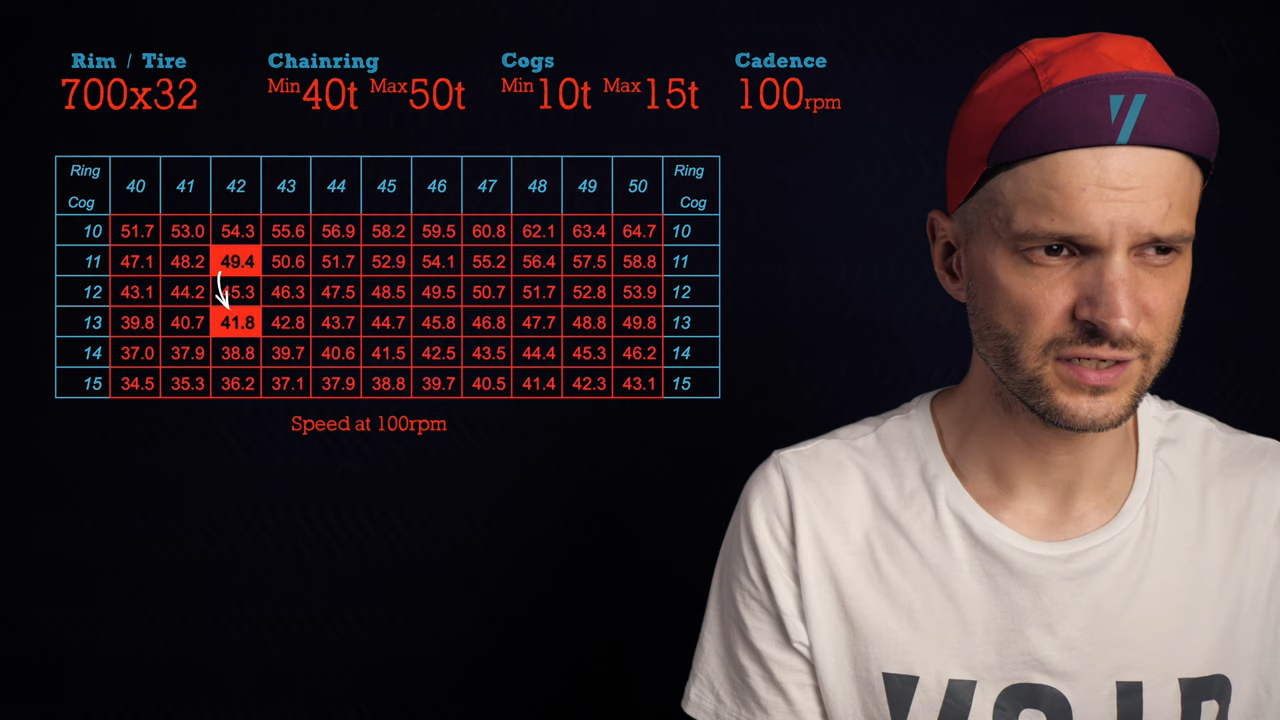 Rim / Tire Chainring Cogs Cadence
700x32 Min 40t Max 50t Min 10t Max 15t 100rpm
Ring 40 41 42 43 44 45 46 47 48 49 50 Ring
Cog Cog
10 51.7 53.0 54.3 55.6 56.9 58.2 59.5 60.8 62.1 63.4 64.7 10
11 47.1 48.2 49.4 50.6 51.7 52.9 54.1 55.2 56.4 57.5 58.8 11
12 43.1 44.2 45.3 46.3 47.5 48.5 49.5 50.7 51.7 52.8 53.9 12
13 39.8 40.7 41.8 42.8 43.7 44.7 45.8 46.8 47.7 48.8 49.8 13
14 37.0 37.9 38.8 39.7 40.6 41.5 42.5 43.5 44.4 45.3 46.2 14
15 34.5 35.3 36.2 37.1 37.9 38.8 39.7 40.5 41.4 42.3 43.1 15
Speed at 100rpm
VOID